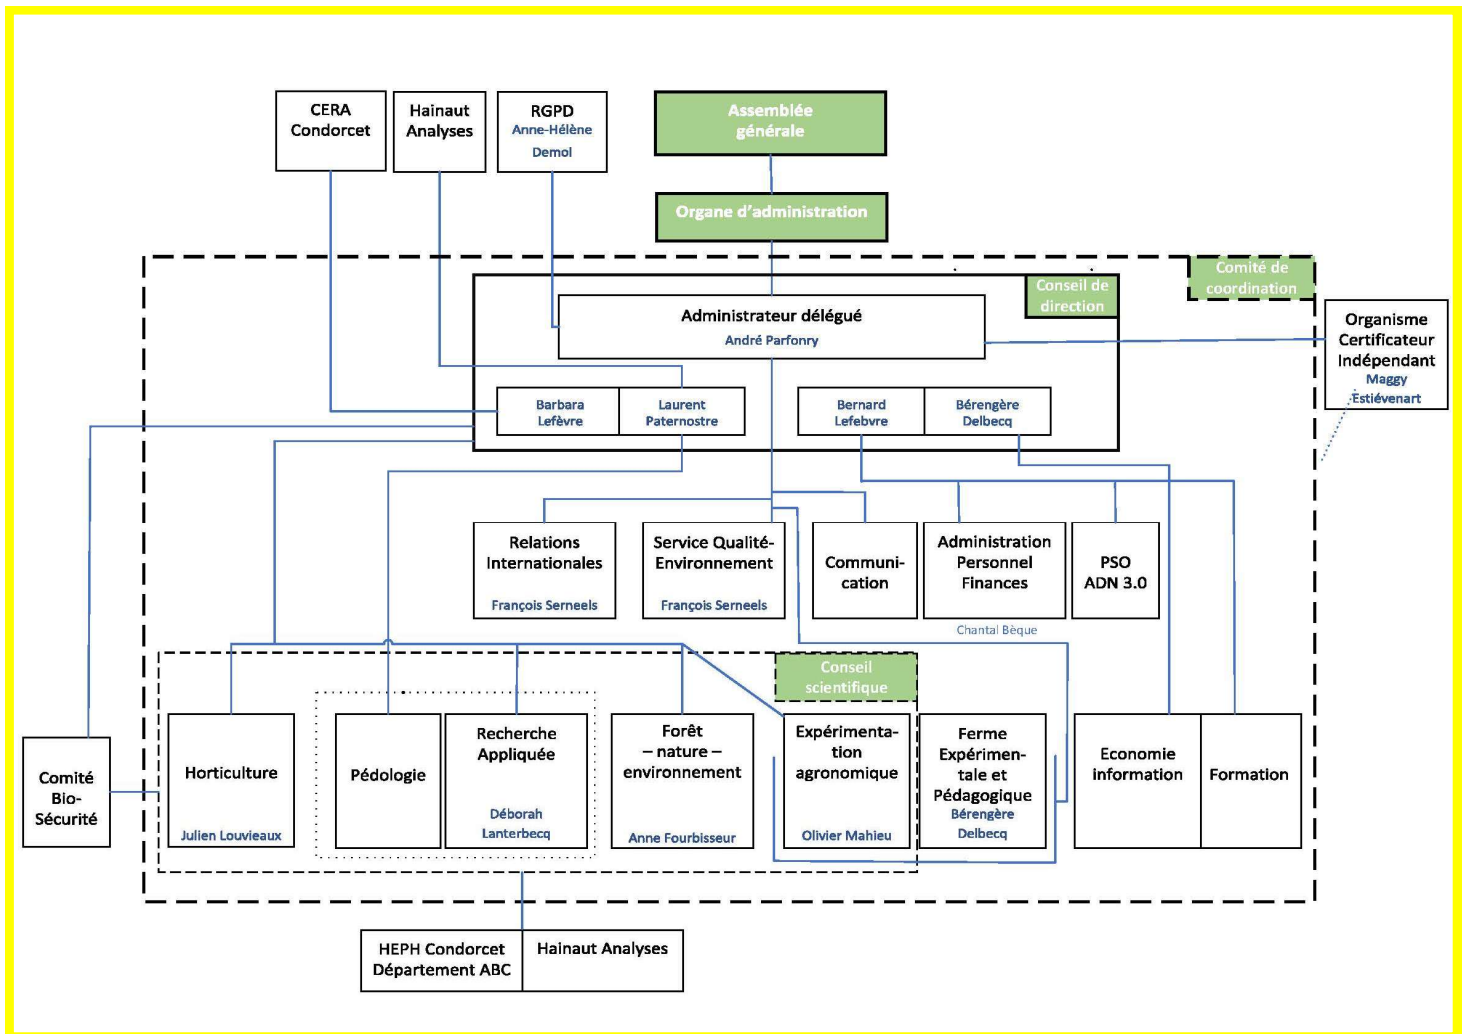 CERA
Condorcet
Hainaut
Analyses
RGPD
Anne-Hélène
Demol
Assemblée
générale
Organe d'administration
Comité de
coordination
Conseil de
direction
Administrateur délégué
André Parfonry
Organisme
Certificateur
Indépendant
Maggy
Estiévenart
Barbara
Lefèvre
Laurent
Paternostre
Bernard
Lefebvre
Bérengère
Delbecq
Relations
Internationales
François Serneels
Service Qualité-
Environnement
François Serneels
Communi-
cation
Administration
Personnel
Finances
Chantal Bèque
PSO
ADN 3.0
Conseil
scientifique
Comité
Bio-
Sécurité
Horticulture
Julien Louvieaux
Pédologie
Recherche
Appliquée
Déborah
Lanterbecq
Forêt
– nature –
environnement
Anne Fourbisseur
Expérimenta-
tion
agronomique
Olivier Mahieu
Ferme
Expérimen-
tale et
Pédagogique
Bérengère
Delbecq
Economie
information
Formation
HEPH Condorcet
Département ABC
Hainaut Analyses